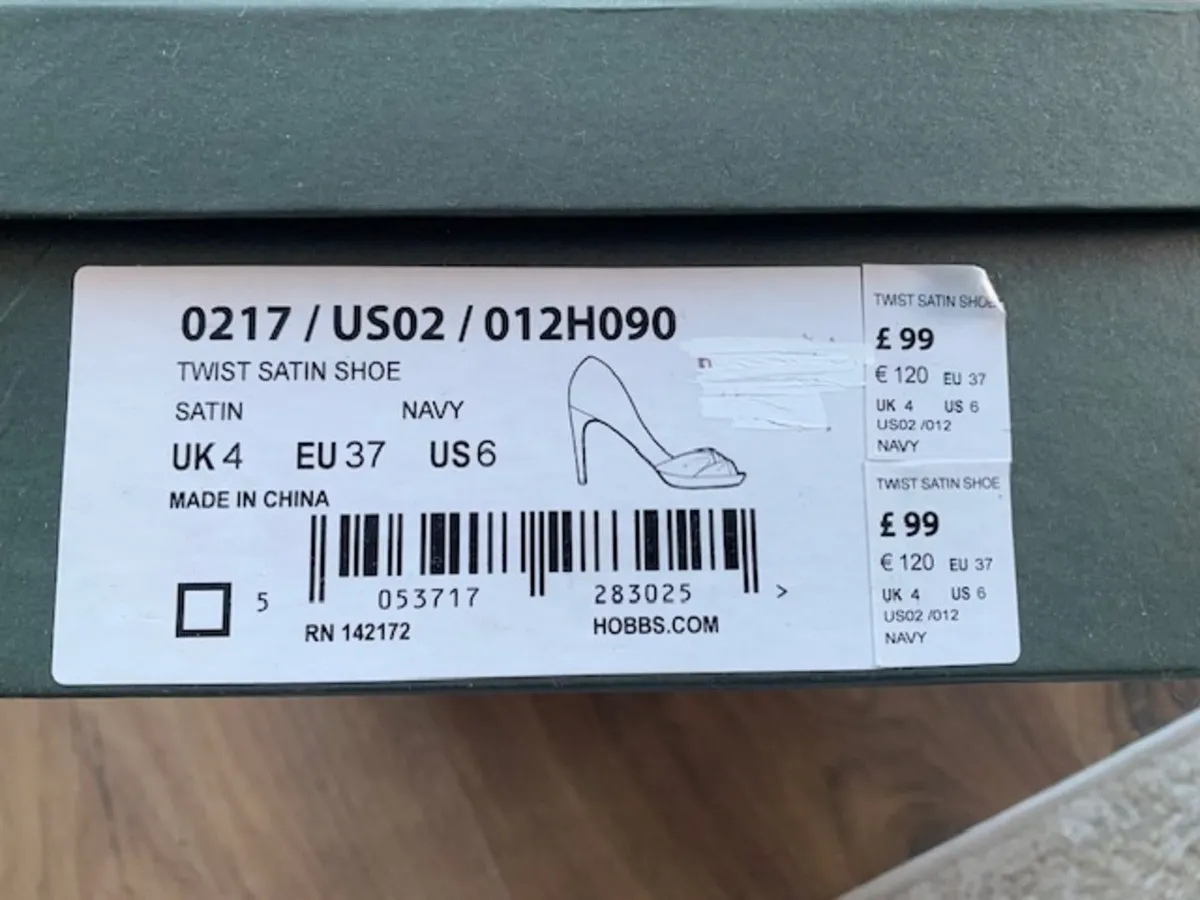 0217 / US02 / 012H090
TWIST SATIN SHOE
SATIN NAVY
UK 4 EU 37 US 6
MADE IN CHINA
5 053717 283025 >
RN 142172 HOBBS.COM
TWIST SATIN SHOE
£ 99
€ 120 EU 37
UK 4 US 6
US02 /012
NAVY
TWIST SATIN SHOE
£ 99
€ 120 EU 37
UK 4 US 6
US02 /012
NAVY